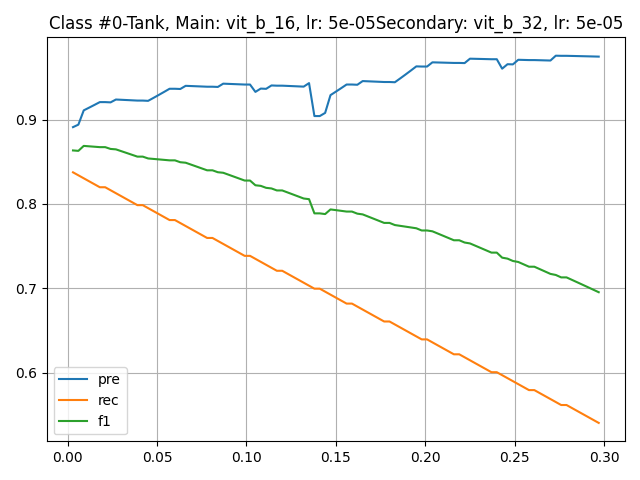 Class #0-Tank, Main: vit_b_16, lr: 5e-05Secondary: vit_b_32, lr: 5e-05
0.9
0.8
0.7
0.6
pre
rec
f1
0.00 0.05 0.10 0.15 0.20 0.25 0.30